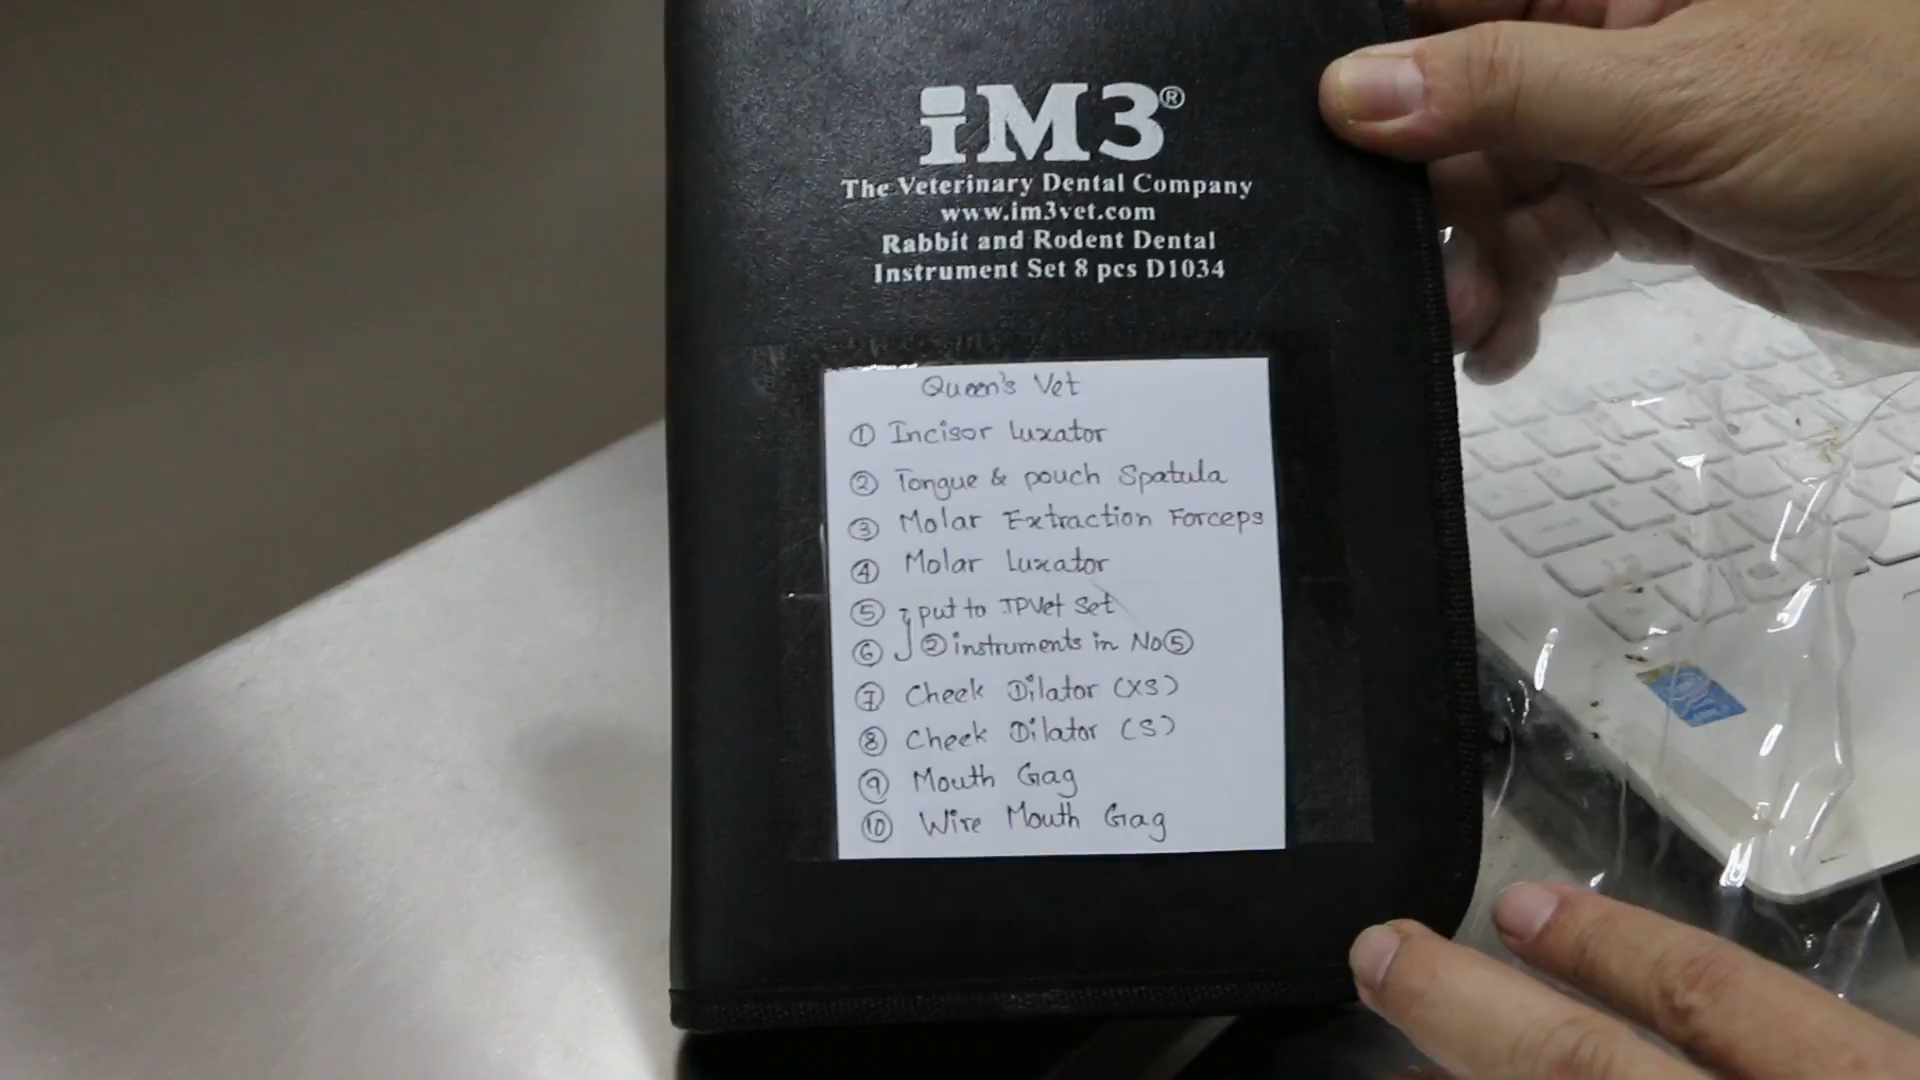 iM3®
The Veterinary Dental Company
www.im3vet.com
Rabbit and Rodent Dental
Instrument Set 8 pcs D1034
Queen's Vet
① Incisor Luxator
② Tongue & pouch Spatula
③ Molar Extraction Forceps
④ Molar Luxator
⑤ put to TPVet Set
⑥ ② instruments in No⑤
⑦ Cheek Dilator (XS)
⑧ Cheek Dilator (S)
⑨ Mouth Gag
⑩ Wire Mouth Gag